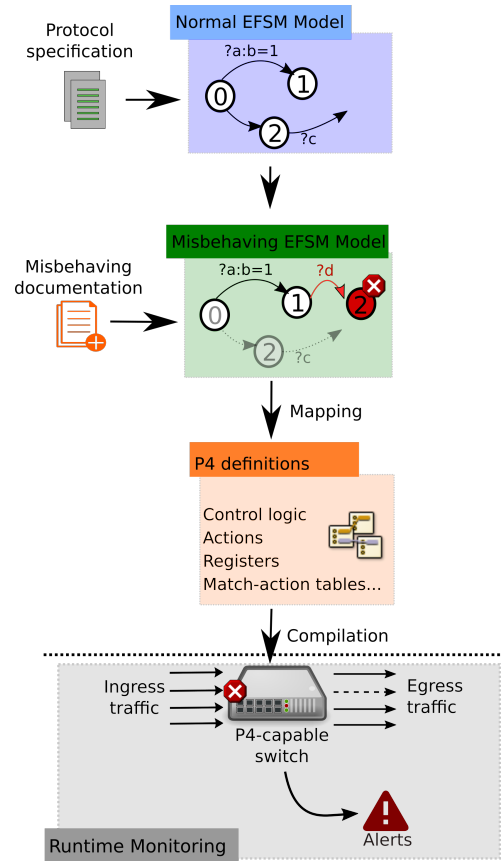 Normal EFSM Model
Protocol
specification
?a:b=1
0
1
2
?c
Misbehaving EFSM Model
Misbehaving
documentation
?a:b=1
?d
0
1
2
2
?c
Mapping
P4 definitions
Control logic
Actions
Registers
Match-action tables...
Compilation
Ingress
traffic
Egress
traffic
P4-capable
switch
Alerts
Runtime Monitoring